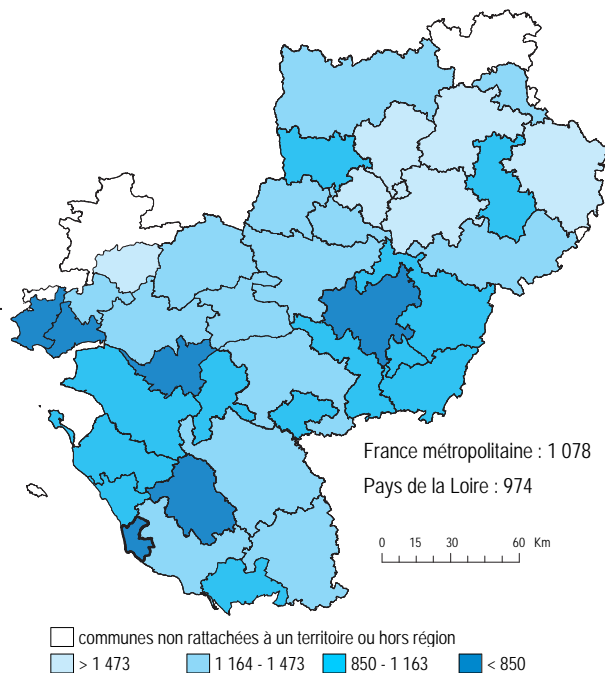 France métropolitaine : 1 078
Pays de la Loire : 974
0 15 30 60 Km
communes non rattachées à un territoire ou hors région
> 1 473 1 164 - 1 473 850 - 1 163 < 850